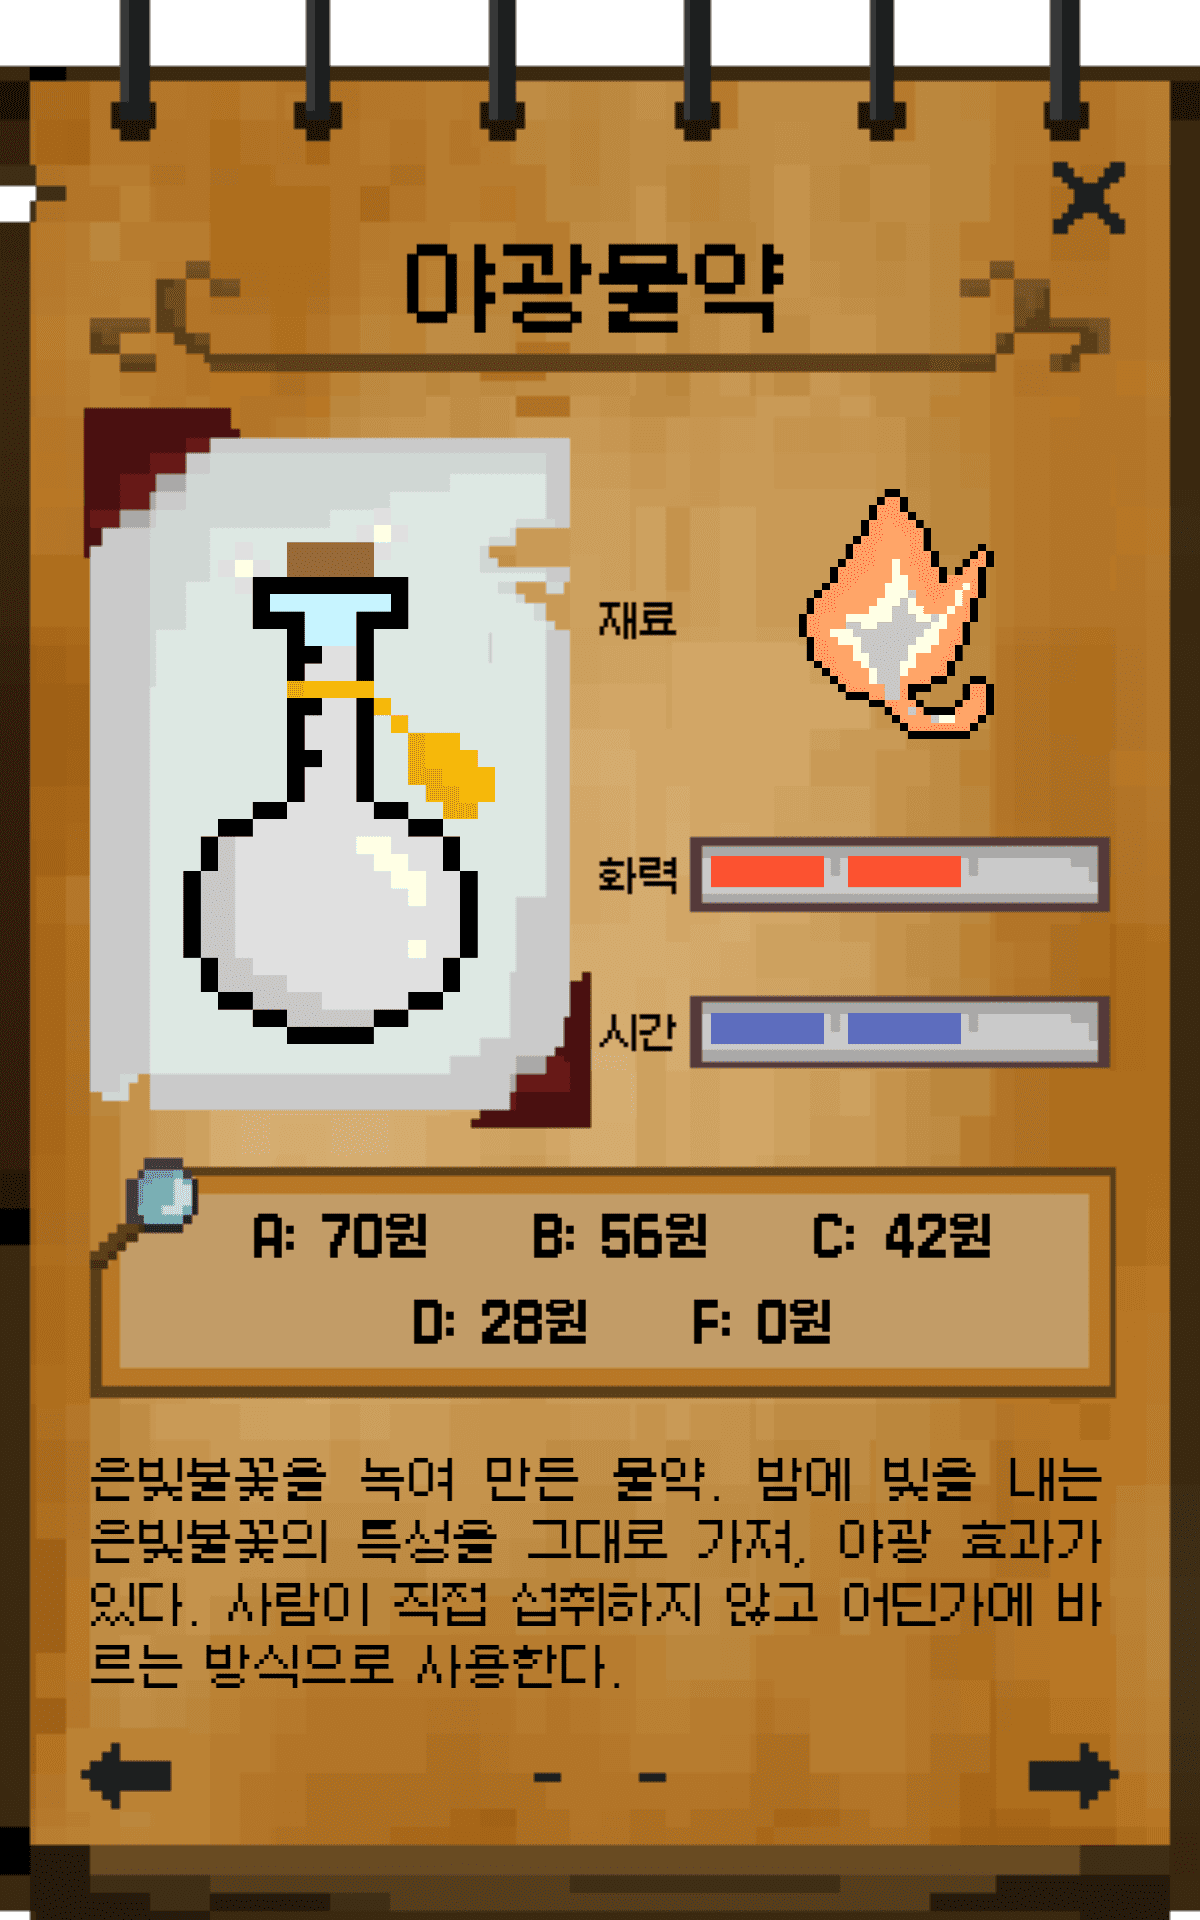 야광물약
재료
화력
시간
A: 70원 B: 56원 C: 42원
D: 28원 F: 0원
은빛불꽃을 녹여 만든 물약. 밤에 빛을 내는
은빛불꽃의 특성을 그대로 가져, 야광 효과가
있다. 사람이 직접 섭취하지 않고 어딘가에 바
르는 방식으로 사용한다.
- -